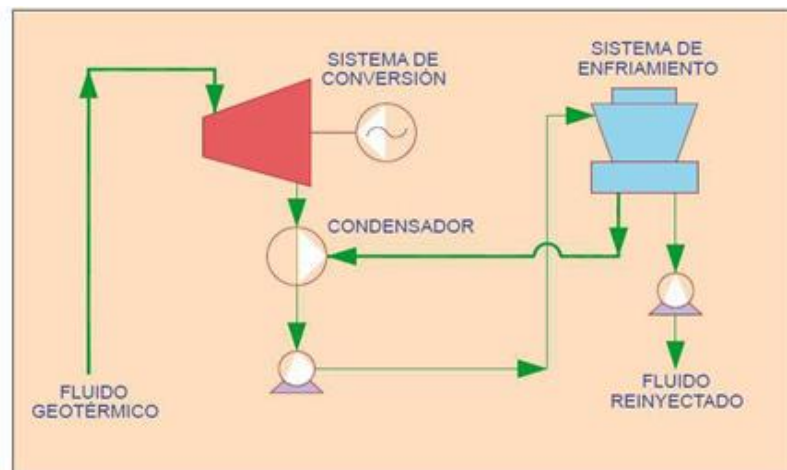 SISTEMA DE
CONVERSIÓN
SISTEMA DE
ENFRIAMIENTO
CONDENSADOR
FLUIDO
GEOTÉRMICO
FLUIDO
REINYECTADO